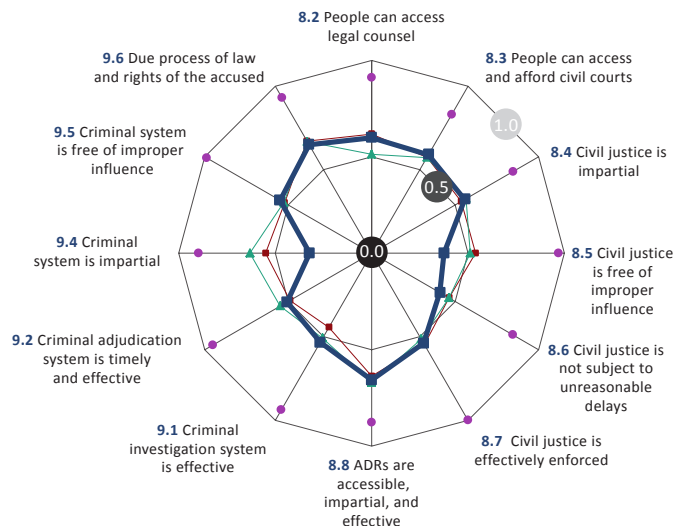 8.2 People can access
legal counsel
8.3 People can access
and afford civil courts
1.0
8.4 Civil justice is
impartial
0.5
8.5 Civil justice
is free of
improper
influence
0.0
8.6 Civil justice is
not subject to
unreasonable
delays
8.7 Civil justice is
effectively enforced
8.8 ADRs are
accessible,
impartial, and
effective
9.1 Criminal
investigation system
is effective
9.2 Criminal adjudication
system is timely
and effective
9.4 Criminal
system is impartial
9.5 Criminal system
is free of improper
influence
9.6 Due process of law
and rights of the accused